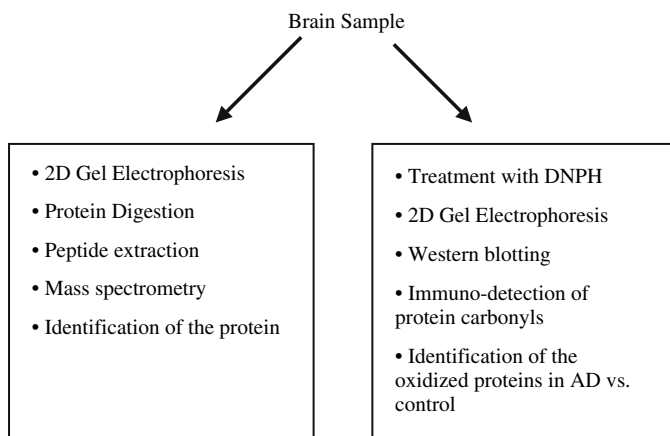 Brain Sample
• 2D Gel Electrophoresis
• Protein Digestion
• Peptide extraction
• Mass spectrometry
• Identification of the protein
• Treatment with DNPH
• 2D Gel Electrophoresis
• Western blotting
• Immuno-detection of
protein carbonyls
• Identification of the
oxidized proteins in AD vs.
control